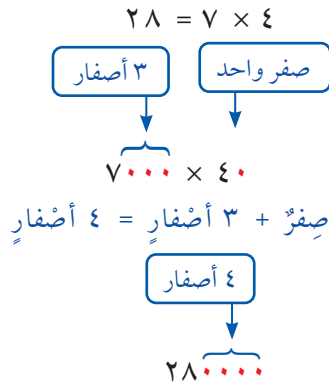 ٢٨ = ٧ × ٤
صفر واحد
٣ أصفار
٧٠٠٠ × ٤٠
صِفرٌ + ٣ أصْفارٍ = ٤ أصْفارٍ
٤ أصفار
٢٨٠٠٠٠